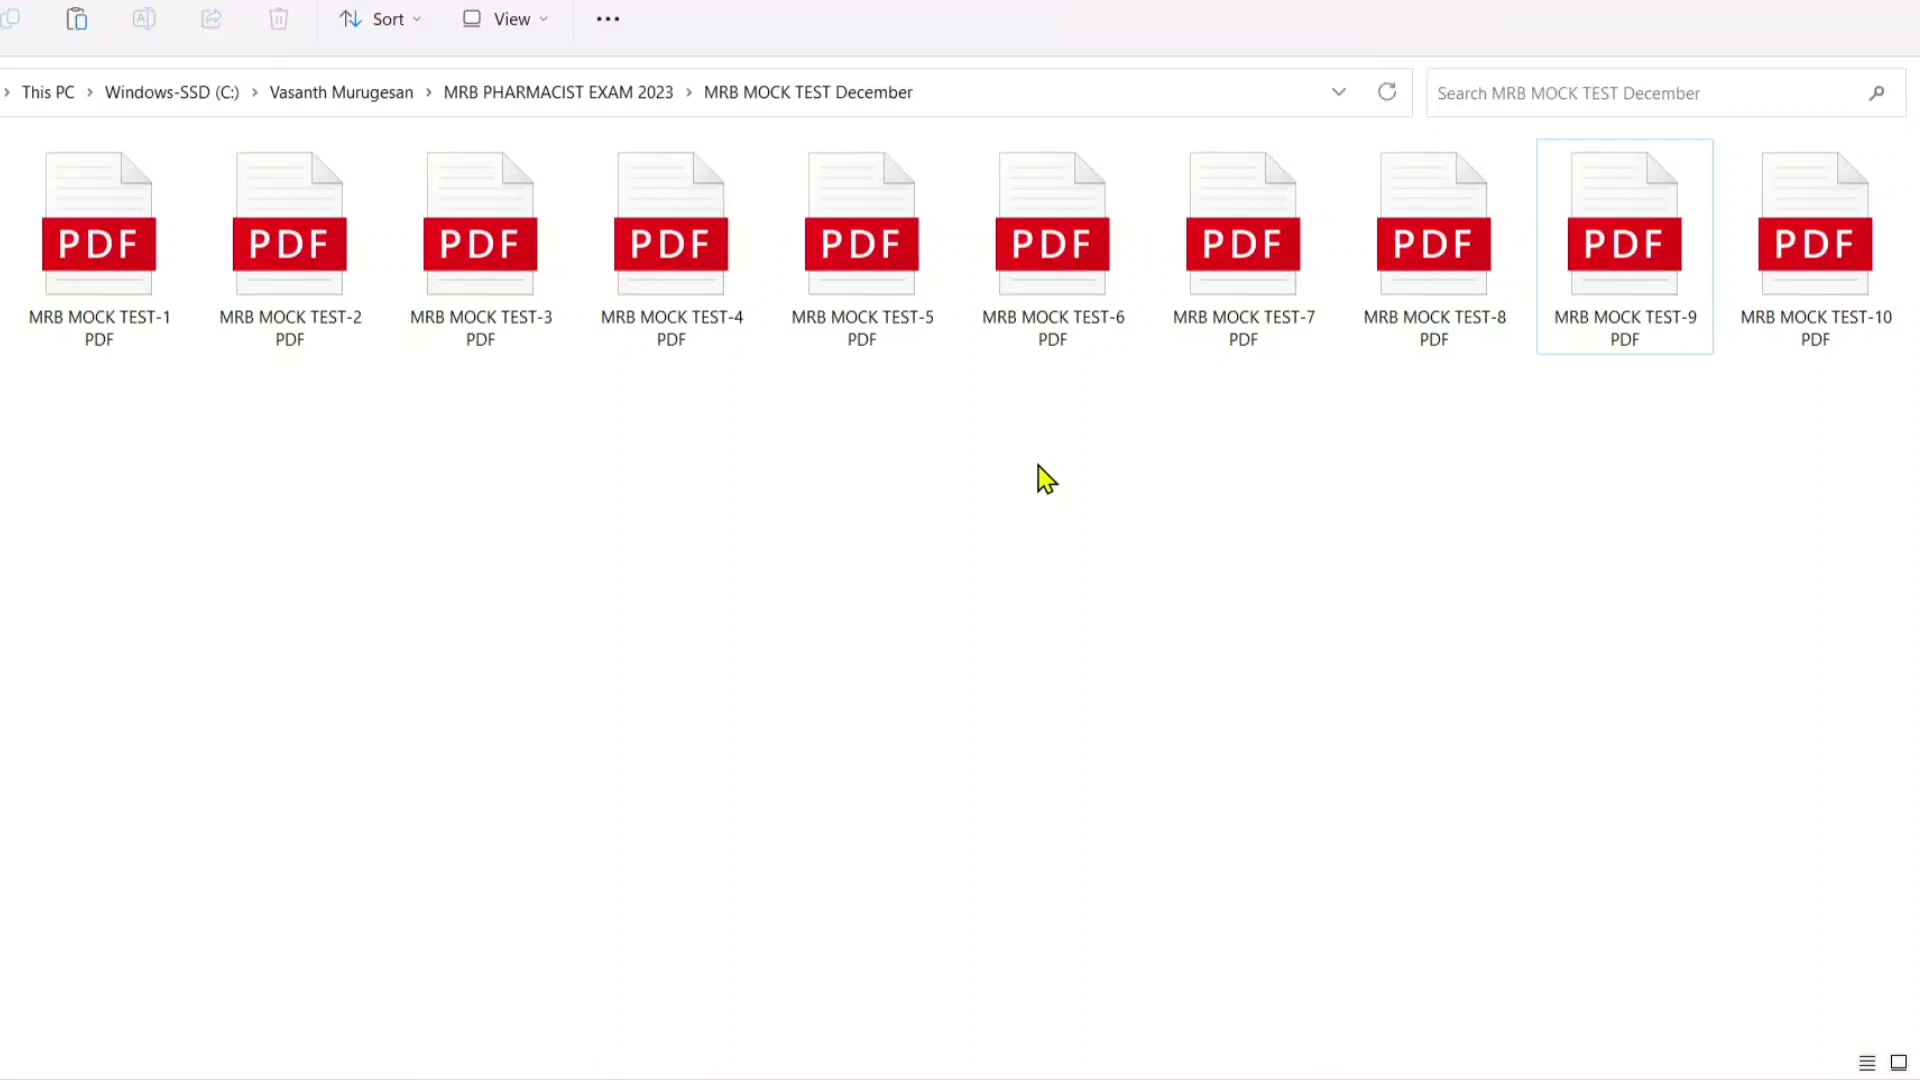 Sort
View
This PC > Windows-SSD (C:) > Vasanth Murugesan > MRB PHARMACIST EXAM 2023 > MRB MOCK TEST December
Search MRB MOCK TEST December
PDF PDF PDF PDF PDF PDF PDF PDF PDF PDF
MRB MOCK TEST-1 MRB MOCK TEST-2 MRB MOCK TEST-3 MRB MOCK TEST-4 MRB MOCK TEST-5 MRB MOCK TEST-6 MRB MOCK TEST-7 MRB MOCK TEST-8 MRB MOCK TEST-9 MRB MOCK TEST-10
PDF PDF PDF PDF PDF PDF PDF PDF PDF PDF